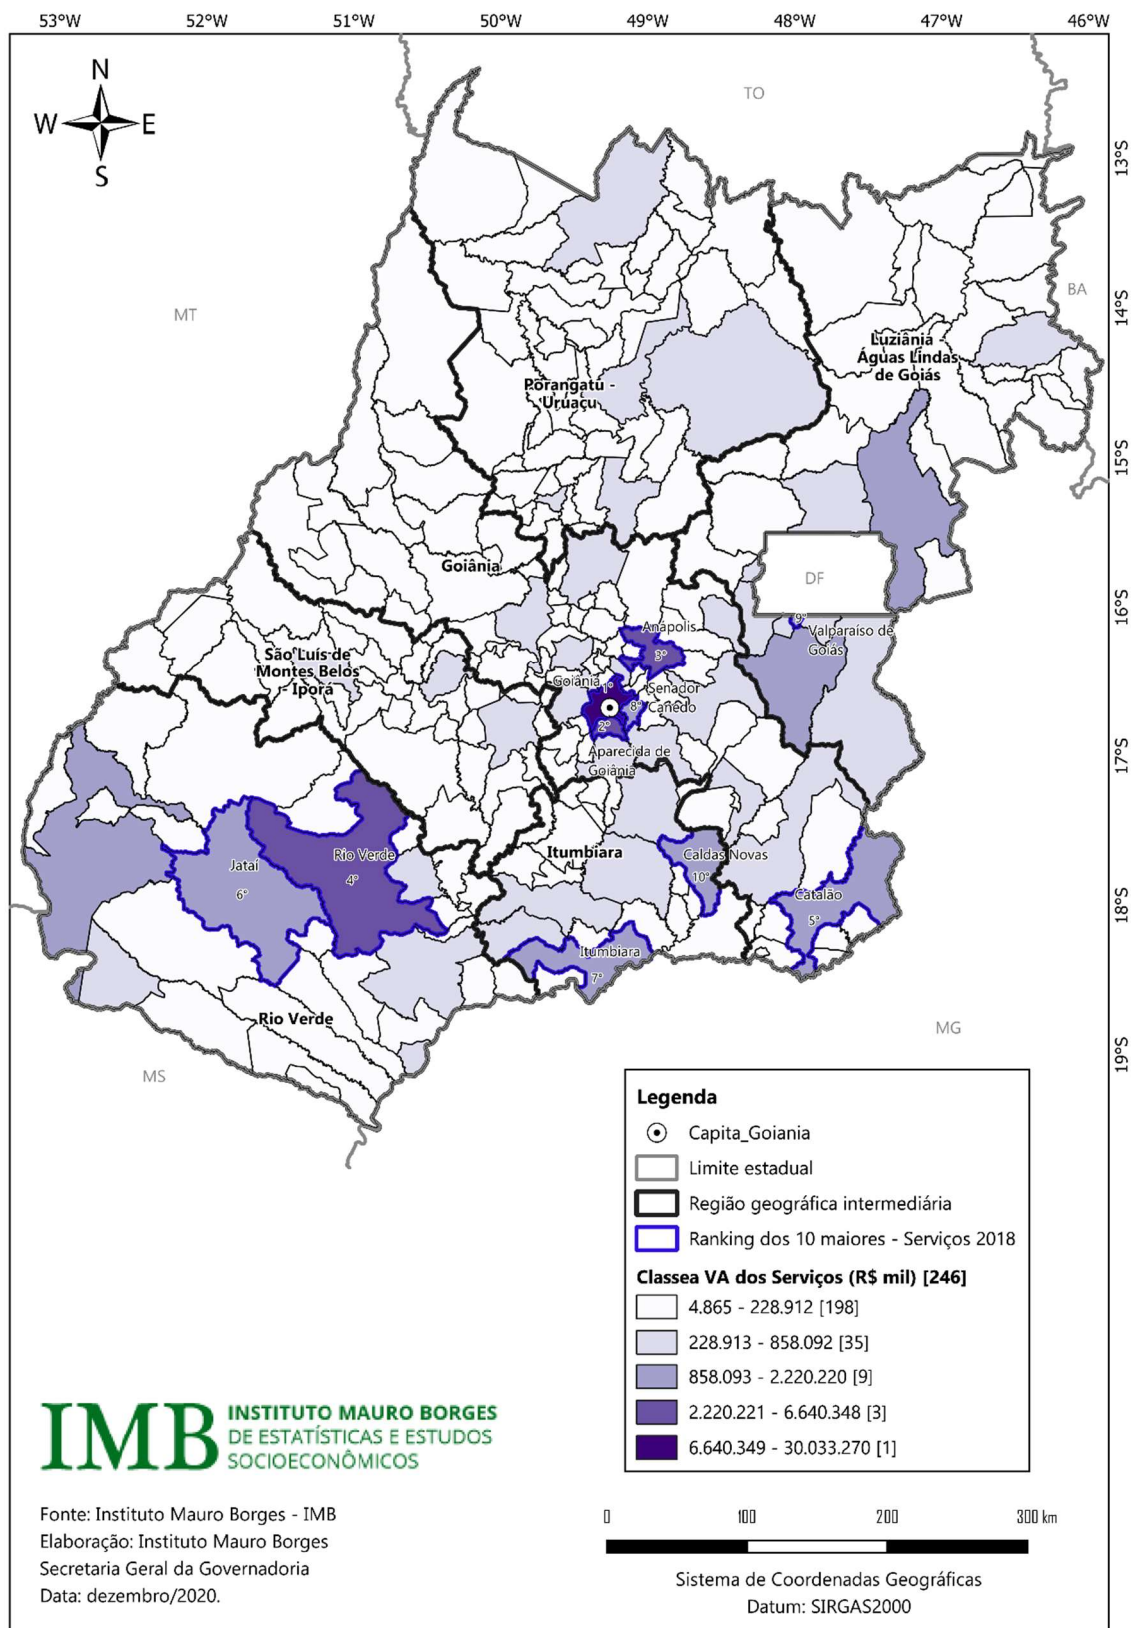 53°W 52°W 51°W 50°W 49°W 48°W 47°W 46°W
N
W E
S
TO
13°S
MT
BA
14°S
Luziânia -
Águas Lindas
de Goiás
Porangatu -
Uruaçu
15°S
Goiânia
DF
16°S
9°
Valparaíso de
Goiás
Anápolis
3°
São Luís de
Montes Belos
- Iporá
Goiânia
1°
Senador
Canedo
8°
2°
Aparecida de
Goiânia
17°S
Itumbiara
Rio Verde
4°
Jataí
6°
Caldas Novas
10°
Catalão
5°
18°S
Itumbiara
7°
Rio Verde
MG
19°S
MS
Legenda
Capita_Goiania
Limite estadual
Região geográfica intermediária
Ranking dos 10 maiores - Serviços 2018
Classea VA dos Serviços (R$ mil) [246]
4.865 - 228.912 [198]
228.913 - 858.092 [35]
858.093 - 2.220.220 [9]
2.220.221 - 6.640.348 [3]
6.640.349 - 30.033.270 [1]
IMB
INSTITUTO MAURO BORGES
DE ESTATÍSTICAS E ESTUDOS
SOCIOECONÔMICOS
Fonte: Instituto Mauro Borges - IMB
Elaboração: Instituto Mauro Borges
Secretaria Geral da Governadoria
Data: dezembro/2020.
0 100 200 300 km
Sistema de Coordenadas Geográficas
Datum: SIRGAS2000